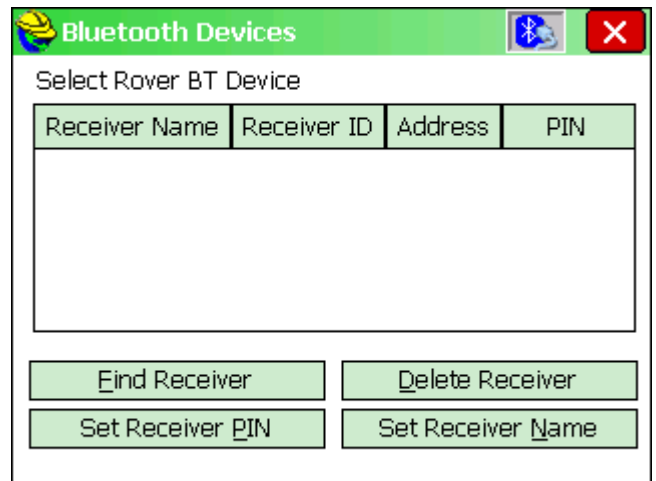 Bluetooth Devices
Select Rover BT Device
Receiver Name Receiver ID Address PIN
Find Receiver Delete Receiver
Set Receiver PIN Set Receiver Name